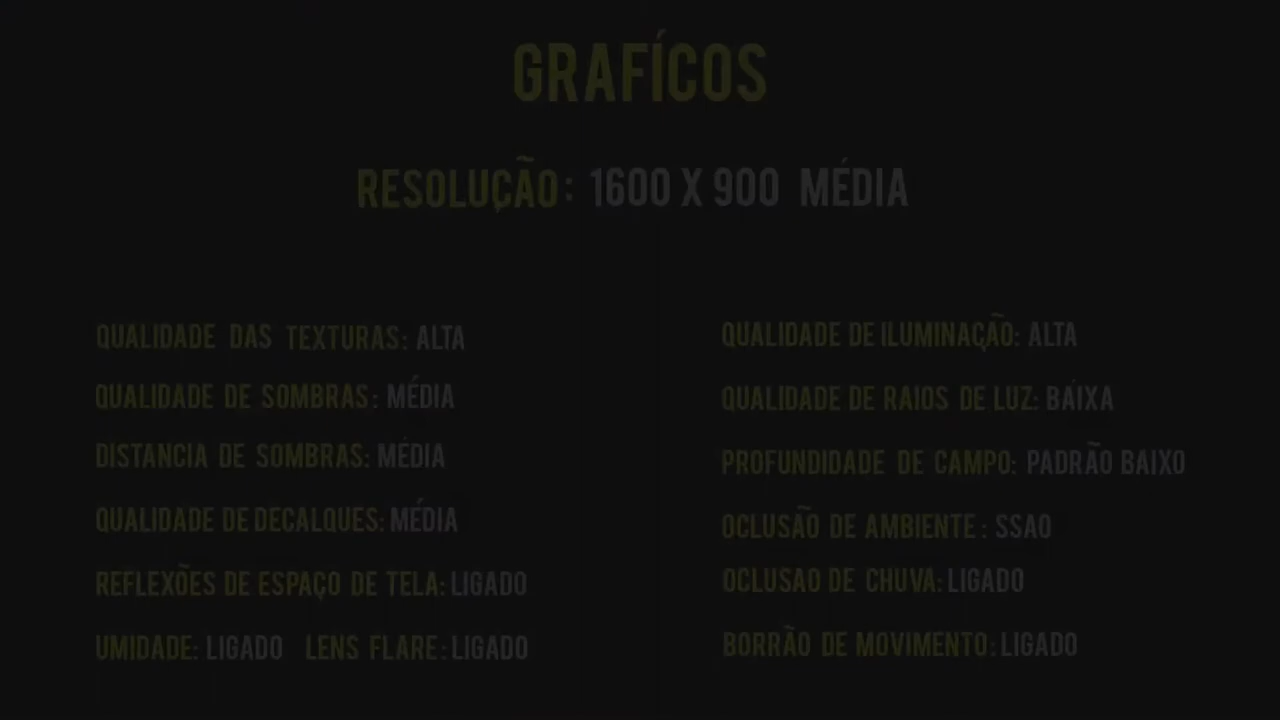 GRAFÍCOS
RESOLUÇÃO: 1600 X 900 MÉDIA
QUALIDADE DAS TEXTURAS: ALTA
QUALIDADE DE SOMBRAS: MÉDIA
DISTANCIA DE SOMBRAS: MÉDIA
QUALIDADE DE DECALQUES: MÉDIA
REFLEXÕES DE ESPAÇO DE TELA: LIGADO
UMIDADE: LIGADO LENS FLARE: LIGADO
QUALIDADE DE ILUMINAÇÃO: ALTA
QUALIDADE DE RAIOS DE LUZ: BAÍXA
PROFUNDIDADE DE CAMPO: PADRÃO BAIXO
OCLUSÃO DE AMBIENTE: SSAO
OCLUSAO DE CHUVA: LIGADO
BORRÃO DE MOVIMENTO: LIGADO